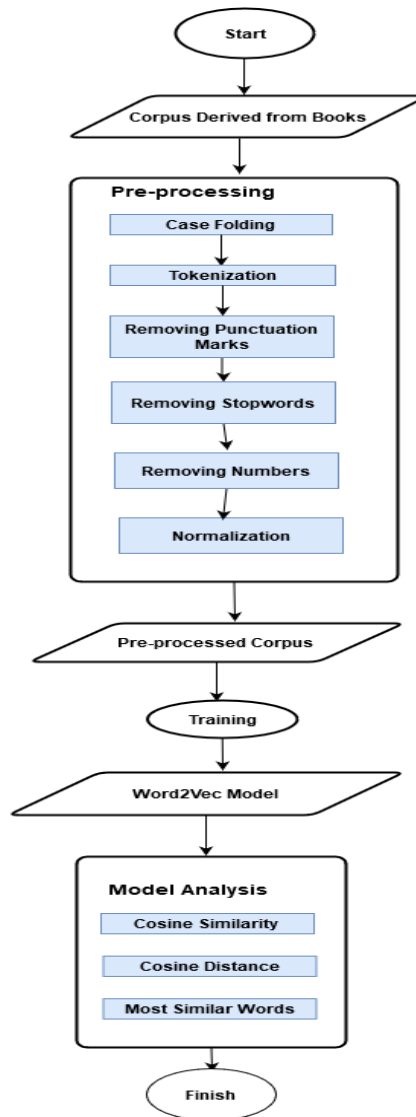 Start
Corpus Derived from Books
Pre-processing
Case Folding
Tokenization
Removing Punctuation
Marks
Removing Stopwords
Removing Numbers
Normalization
Pre-processed Corpus
Training
Word2Vec Model
Model Analysis
Cosine Similarity
Cosine Distance
Most Similar Words
Finish